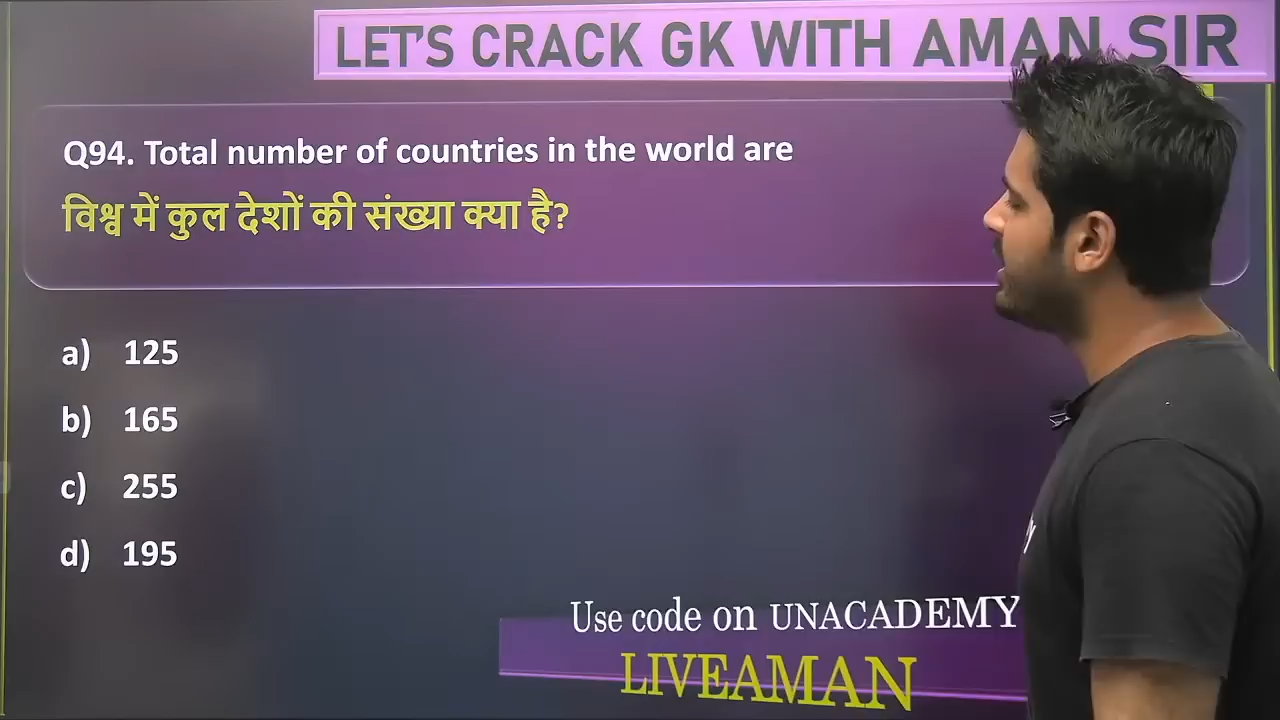 LET'S CRACK GK WITH AMAN SIR
Q94. Total number of countries in the world are
विश्व में कुल देशों की संख्या क्या है?
a) 125
b) 165
c) 255
d) 195
Use code on UNACADEMY
LIVEAMAN